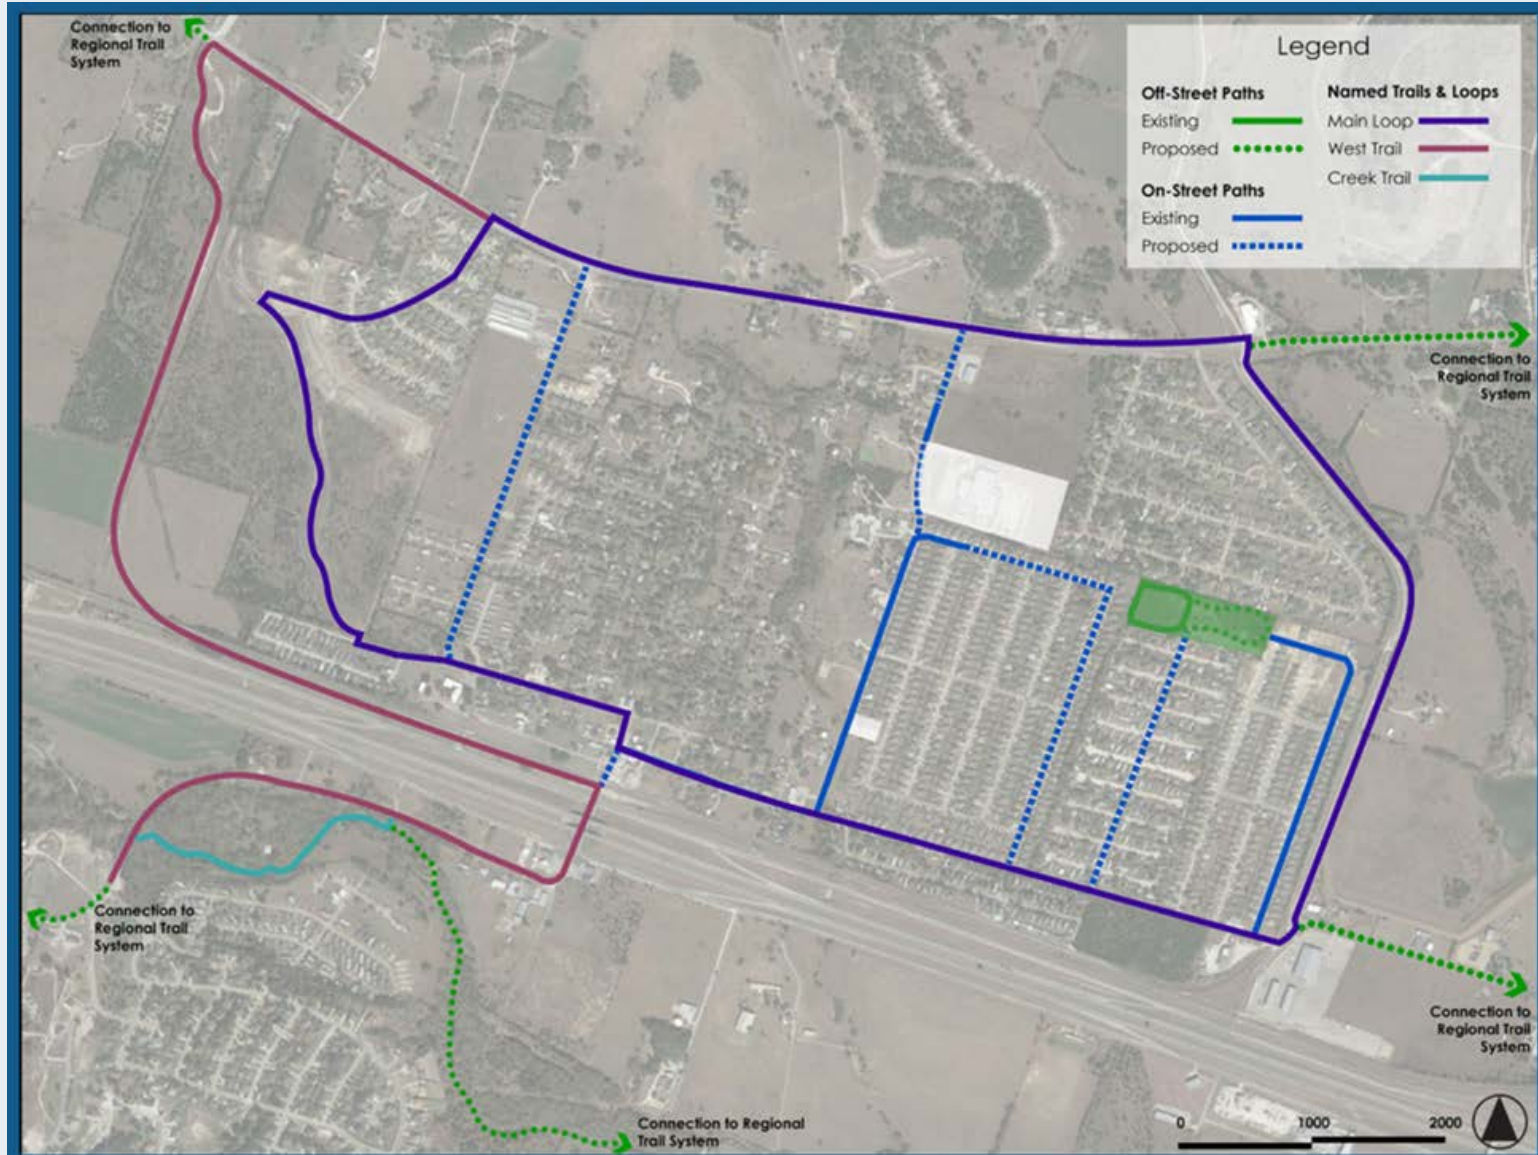 Connection to
Regional Trail
System
Legend
Off-Street Paths
Existing
Proposed
On-Street Paths
Existing
Proposed
Named Trails & Loops
Main Loop
West Trail
Creek Trail
Connection to
Regional Trail
System
Connection to
Regional Trail
System
Connection to
Regional Trail
System
Connection to Regional
Trail System
0 1000 2000